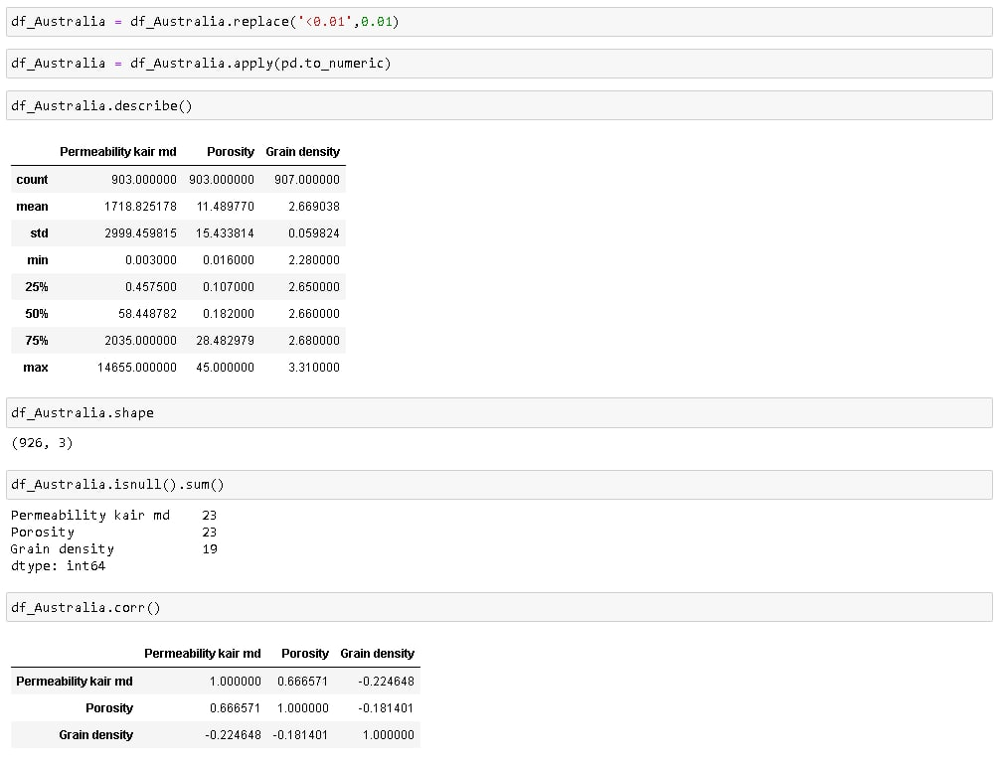 df_Australia = df_Australia.replace('<0.01',0.01)
df_Australia = df_Australia.apply(pd.to_numeric)
df_Australia.describe()
Permeability kair md Porosity Grain density
count 903.000000 903.000000 907.000000
mean 1718.825178 11.489770 2.669038
std 2999.459815 15.433814 0.059824
min 0.003000 0.016000 2.280000
25% 0.457500 0.107000 2.650000
50% 58.448782 0.182000 2.660000
75% 2035.000000 28.482979 2.680000
max 14655.000000 45.000000 3.310000
df_Australia.shape
(926, 3)
df_Australia.isnull().sum()
Permeability kair md 23
Porosity 23
Grain density 19
dtype: int64
df_Australia.corr()
Permeability kair md Porosity Grain density
Permeability kair md 1.000000 0.666571 -0.224648
Porosity 0.666571 1.000000 -0.181401
Grain density -0.224648 -0.181401 1.000000